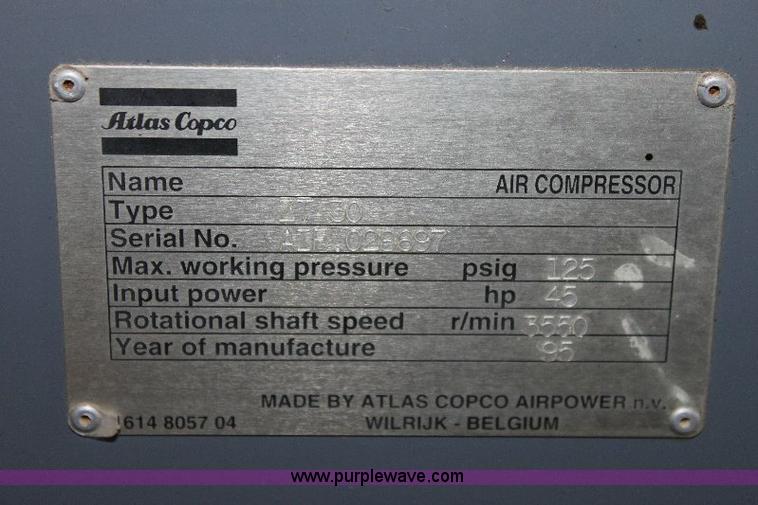 Atlas Copco
Name AIR COMPRESSOR
Type 30
Serial No.
Max. working pressure psig 125
Input power hp 45
Rotational shaft speed r/min 3550
Year of manufacture 95
MADE BY ATLAS COPCO AIRPOWER n.v.
1614 8057 04 WILRIJK - BELGIUM
www.purplewave.com